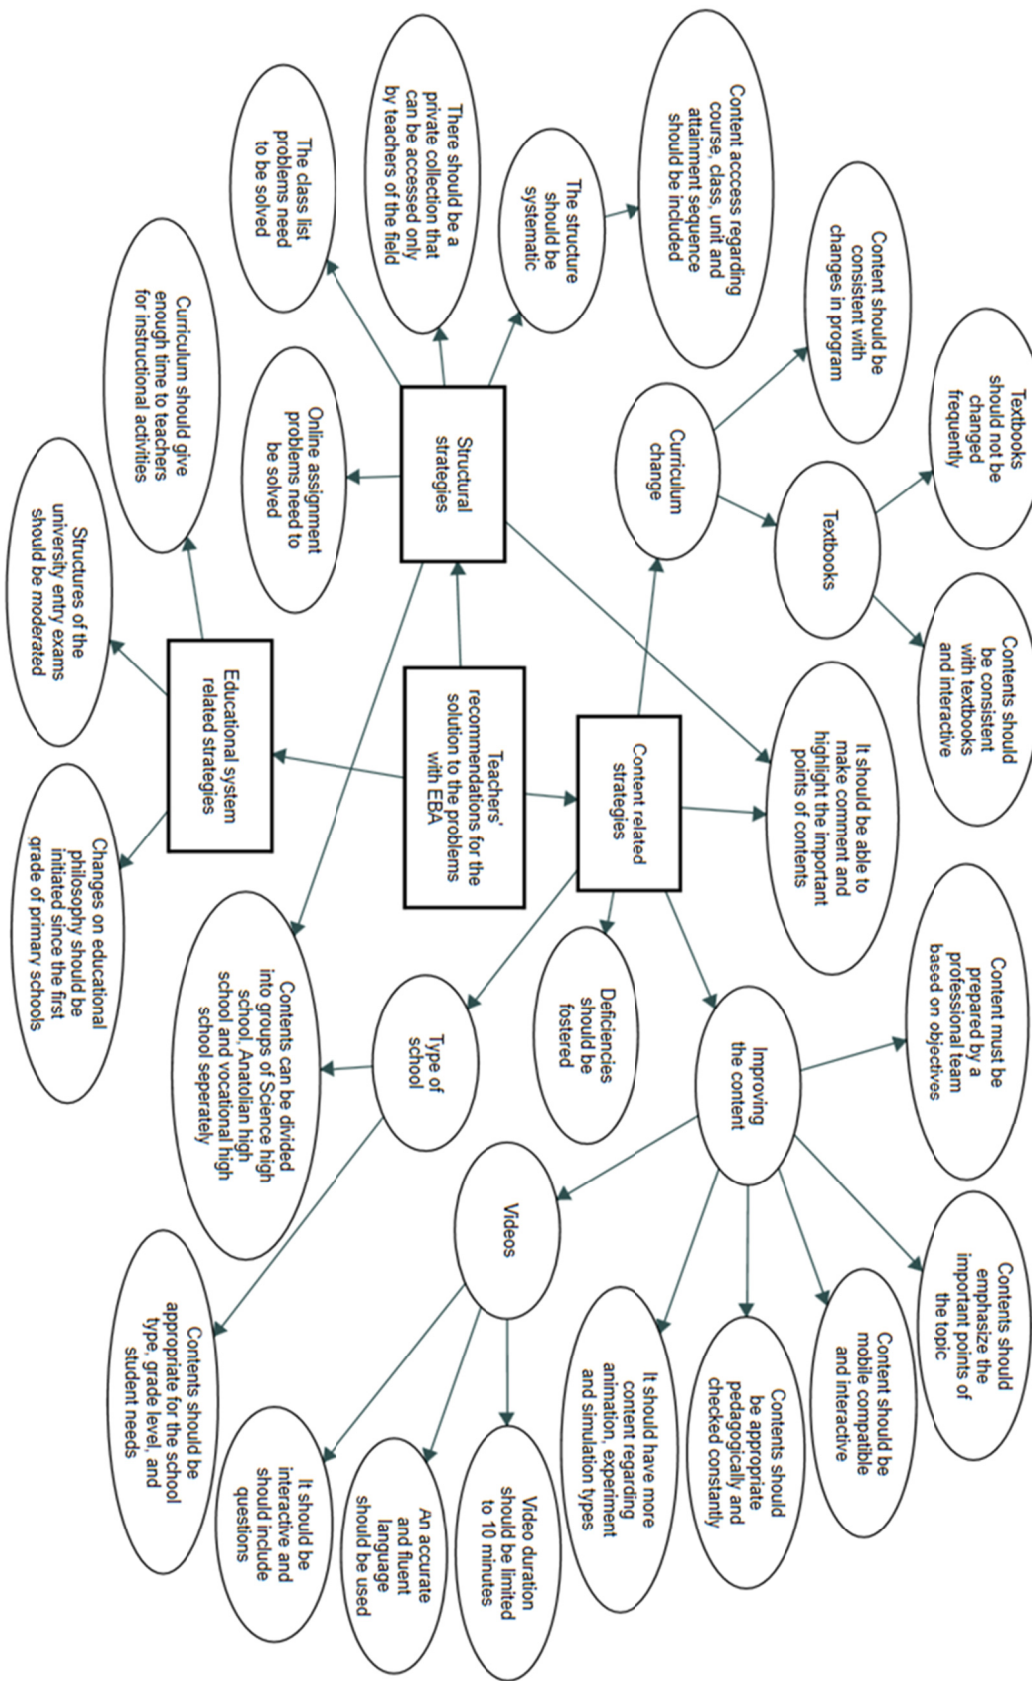 Textbooks
should not be
changed
frequently
Contents should
be consistent
with textbooks
and interactive
Content must be
prepared by a
professional team
based on objectives
Contents should
emphasize the
important points of
the topic
Content should be
consistent with
changes in program
Textbooks
It should be able to
make comment and
highlight the important
points of contents
Content should be
mobile compatible
and interactive
Content acccess regarding
course, class, unit and
attainment sequence
should be included
Curriculum
change
Improving
the content
Contents should
be appropriate
pedagogically and
checked constantly
The structure
should be
systematic
Content related
strategies
Deficiencies
should be
fostered
It should have more
content regarding
animation, experiment
and simulation types
There should be a
private collection that
can be accessed only
by teachers of the field
Structural
strategies
Teachers'
recommendations for the
solution to the problems
with EBA
Type of
school
Videos
Video duration
should be limited
to 10 minutes
The class list
problems need
to be solved
Online assignment
problems need to
be solved
An accurate
and fluent
language
should be used
Curriculum should give
enough time to teachers
for instructional activities
Educational system
related strategies
Contents can be divided
into groups of Science high
school, Anatolian high
school and vocational high
school seperately
It should be
interactive and
should include
questions
Structures of the
university entry exams
should be moderated
Changes on educational
philosophy should be
initiated since the first
grade of primary schools
Contents should be
appropriate for the school
type, grade level, and
student needs